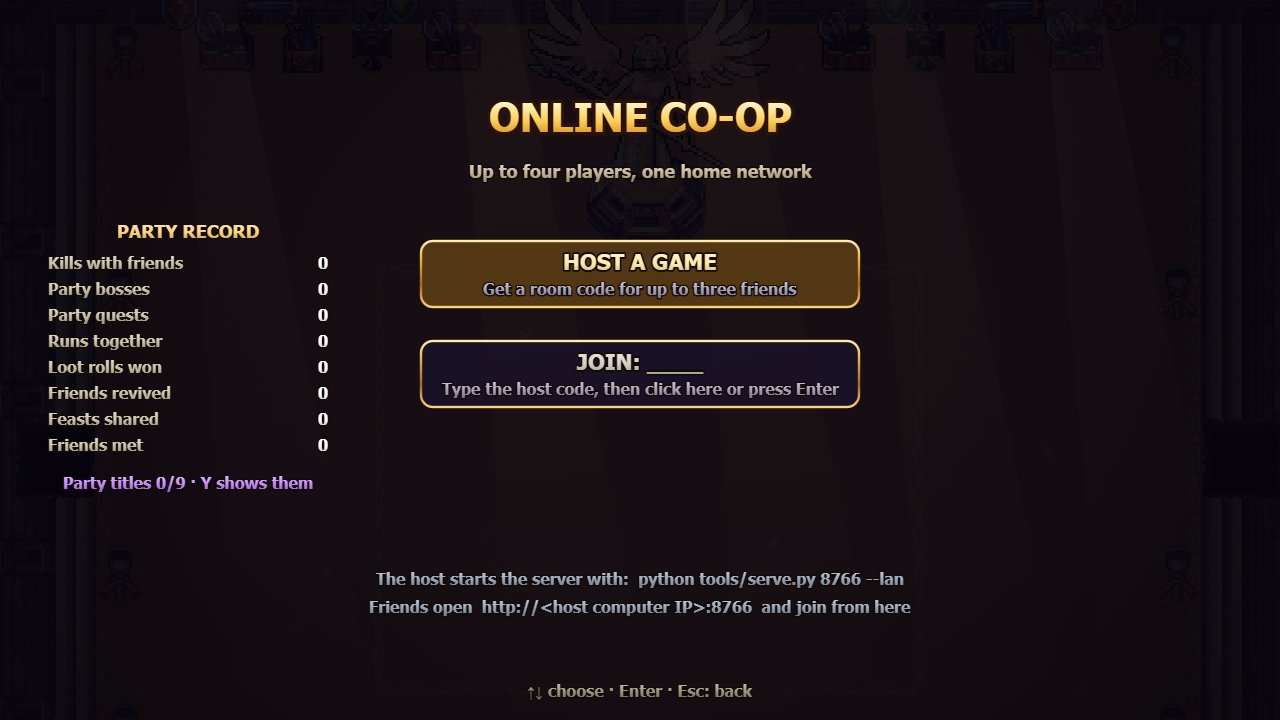 ONLINE CO-OP
Up to four players, one home network
PARTY RECORD
Kills with friends 0
Party bosses 0
Party quests 0
Runs together 0
Loot rolls won 0
Friends revived 0
Feasts shared 0
Friends met 0
Party titles 0/9 · Y shows them
HOST A GAME
Get a room code for up to three friends
JOIN: _____
Type the host code, then click here or press Enter
The host starts the server with: python tools/serve.py 8766 --lan
Friends open http://<host computer IP>:8766 and join from here
↑↓ choose · Enter · Esc: back